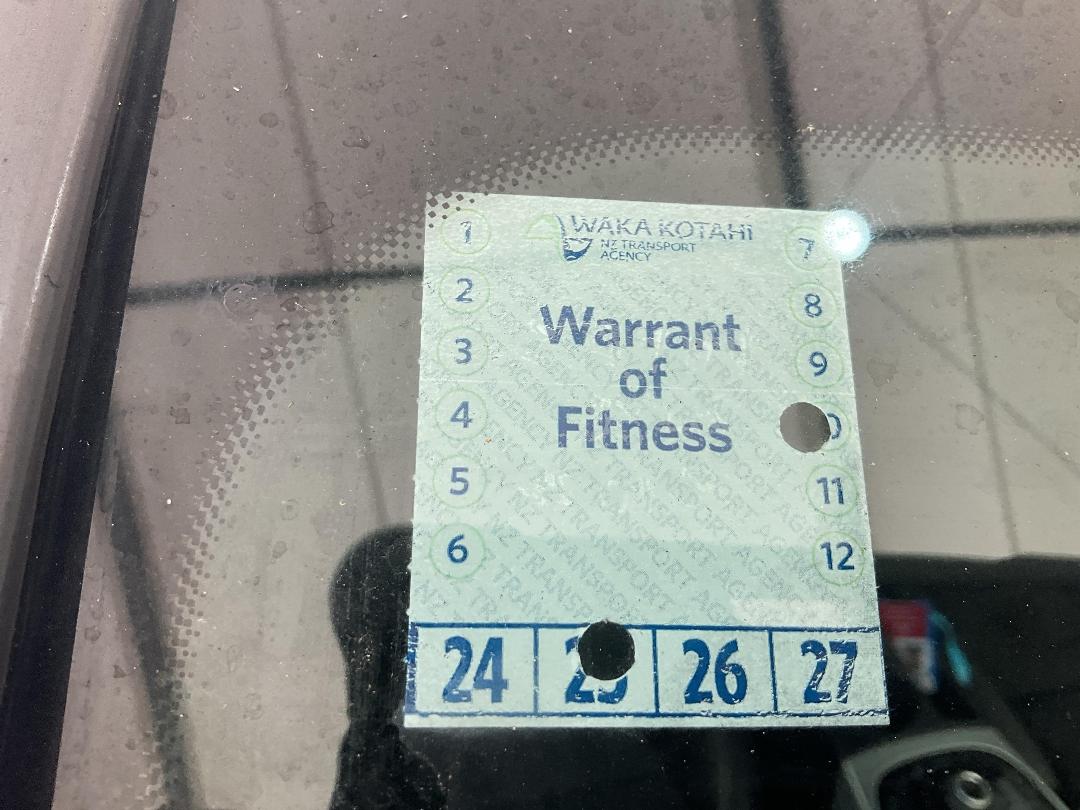 WAKA KOTAHI
NZ TRANSPORT
AGENCY
Warrant
of
Fitness
1
2
3
4
5
6
7
8
9
11
12
24
26
27